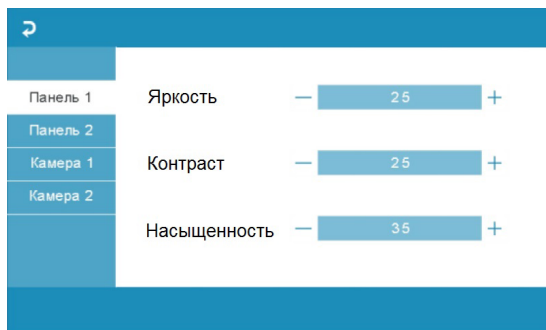 Панель 1
Панель 2
Камера 1
Камера 2
Яркость — 25 +
Контраст — 25 +
Насыщенность — 35 +